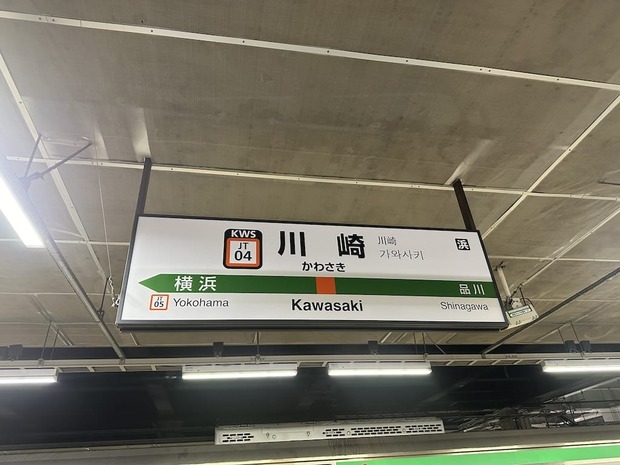 KWS
JT
04
川崎
かわさき
川崎
가와사키
浜
横浜
品川
JT
05
Yokohama
Kawasaki
Shinagawa